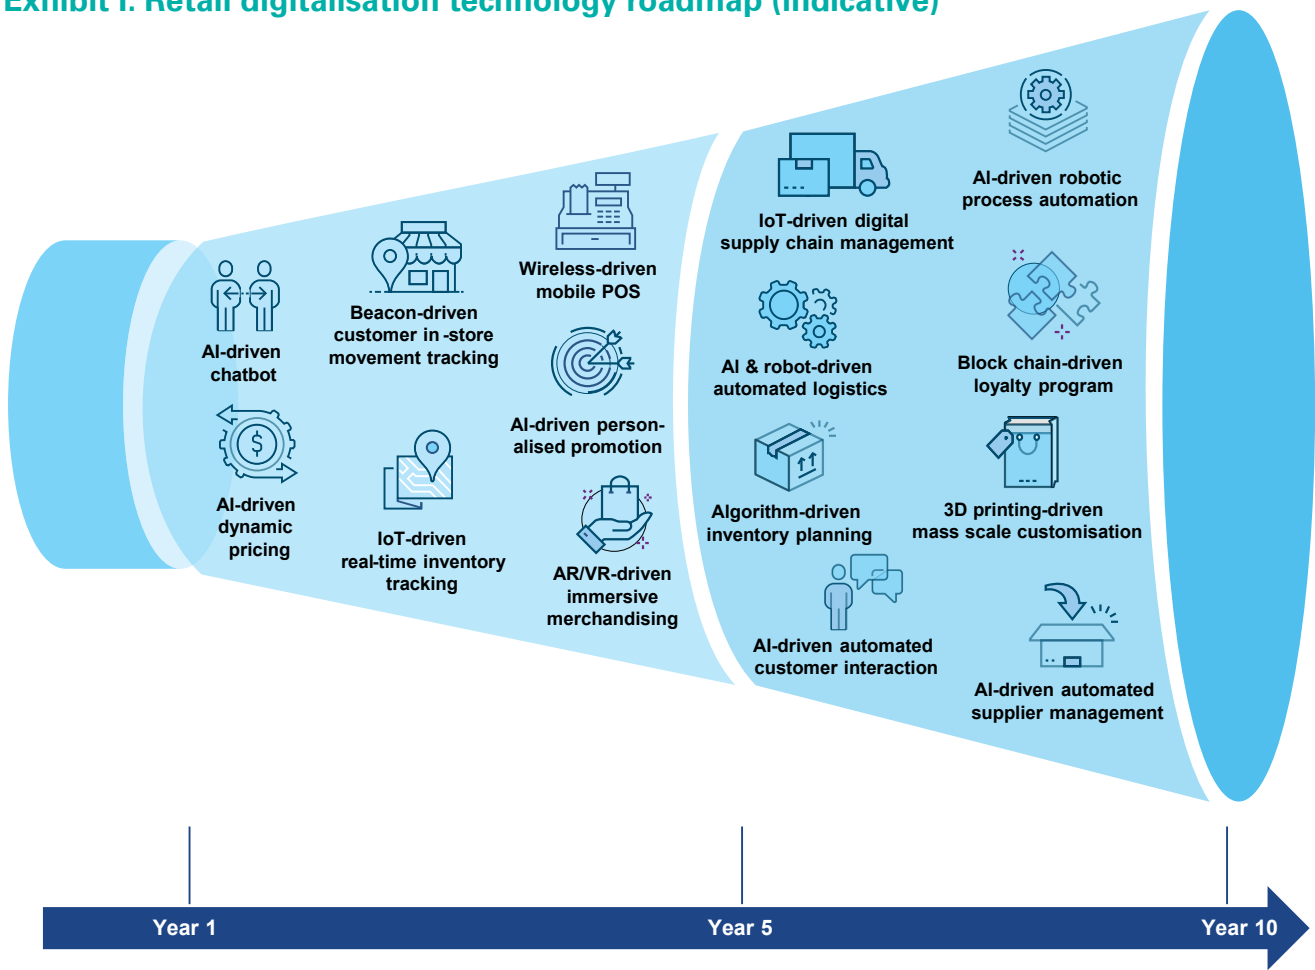 Exhibit I: Retail digitalisation technology roadmap (indicative)
AI-driven
chatbot
AI-driven
dynamic
pricing
Beacon-driven
customer in -store
movement tracking
IoT-driven
real-time inventory
tracking
Wireless-driven
mobile POS
AI-driven person-
alised promotion
AR/VR-driven
immersive
merchandising
IoT-driven digital
supply chain management
AI & robot-driven
automated logistics
Algorithm-driven
inventory planning
AI-driven automated
customer interaction
AI-driven robotic
process automation
Block chain-driven
loyalty program
3D printing-driven
mass scale customisation
AI-driven automated
supplier management
Year 1
Year 5
Year 10